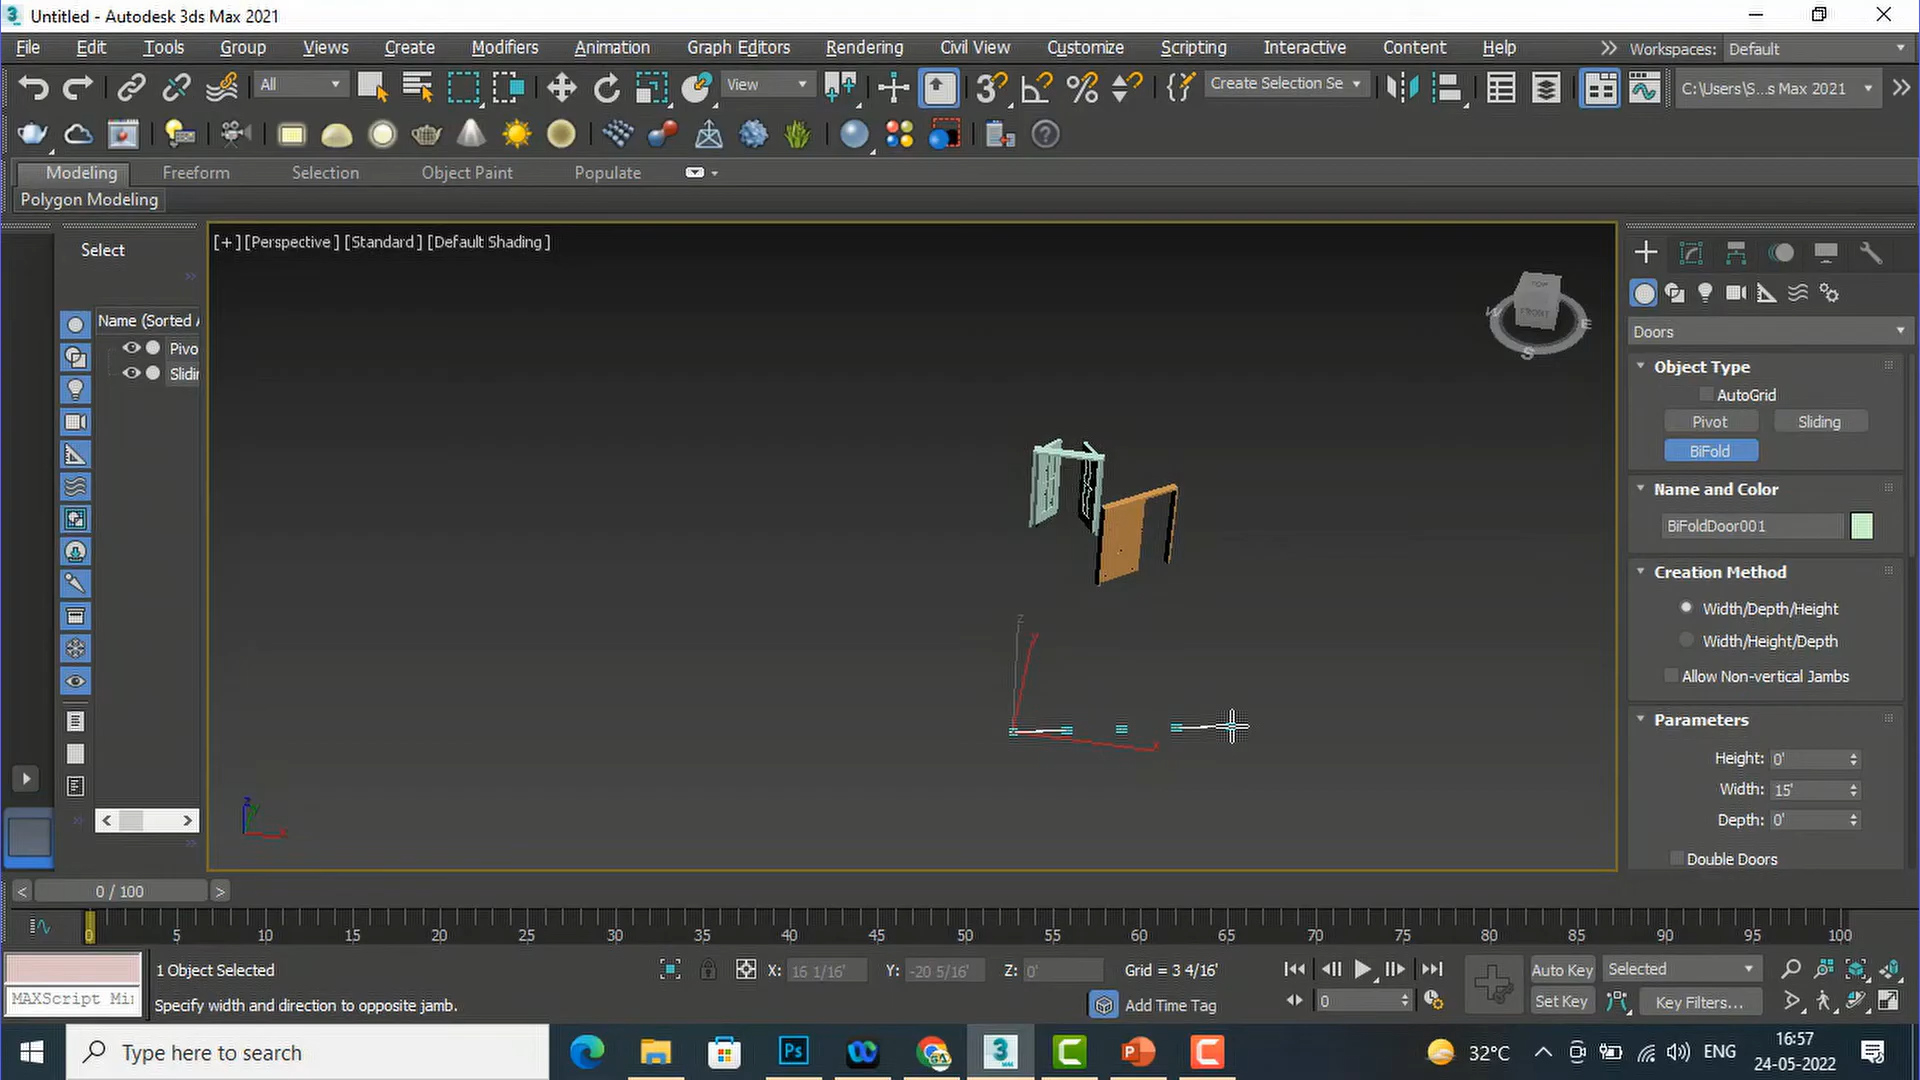 Untitled - Autodesk 3ds Max 2021
File Edit Tools Group Views Create Modifiers Animation Graph Editors Rendering Civil View Customize Scripting Interactive Content Help Workspaces: Default
All View Create Selection Se C:\Users\S...s Max 2021
Modeling Freeform Selection Object Paint Populate
Polygon Modeling
Select
[+] [Perspective ] [Standard ] [Default Shading ]
TOP
FRONT
W
E
S
Name (Sorted A
Pivo
Slidin
Doors
Object Type
AutoGrid
Pivot Sliding
BiFold
Name and Color
BiFoldDoor001
Creation Method
Width/Depth/Height
Width/Height/Depth
Allow Non-vertical Jambs
Parameters
Height: 0'
Width: 15'
Depth: 0'
Double Doors
z
x
z
< 0 / 100 >
0 5 10 15 20 25 30 35 40 45 50 55 60 65 70 75 80 85 90 95 100
1 Object Selected X: 16 1/16' Y: -20 5/16' Z: 0' Grid = 3 4/16' Auto Key Selected
MAXScript Mi Specify width and direction to opposite jamb. Add Time Tag 0 Set Key Key Filters...
Type here to search Ps P 32°C ENG 16:57
24-05-2022